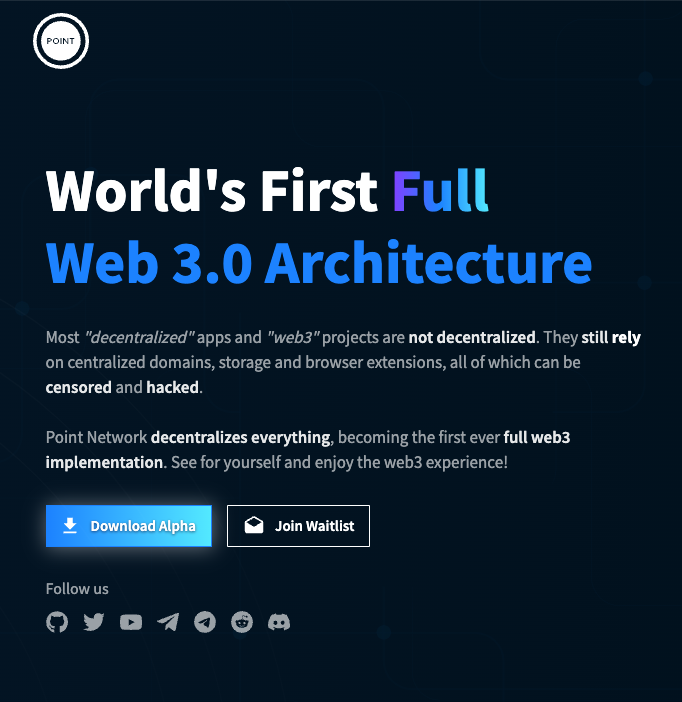 POINT
World's First Full
Web 3.0 Architecture
Most "decentralized" apps and "web3" projects are not decentralized. They still rely
on centralized domains, storage and browser extensions, all of which can be
censored and hacked.
Point Network decentralizes everything, becoming the first ever full web3
implementation. See for yourself and enjoy the web3 experience!
Download Alpha
Join Waitlist
Follow us